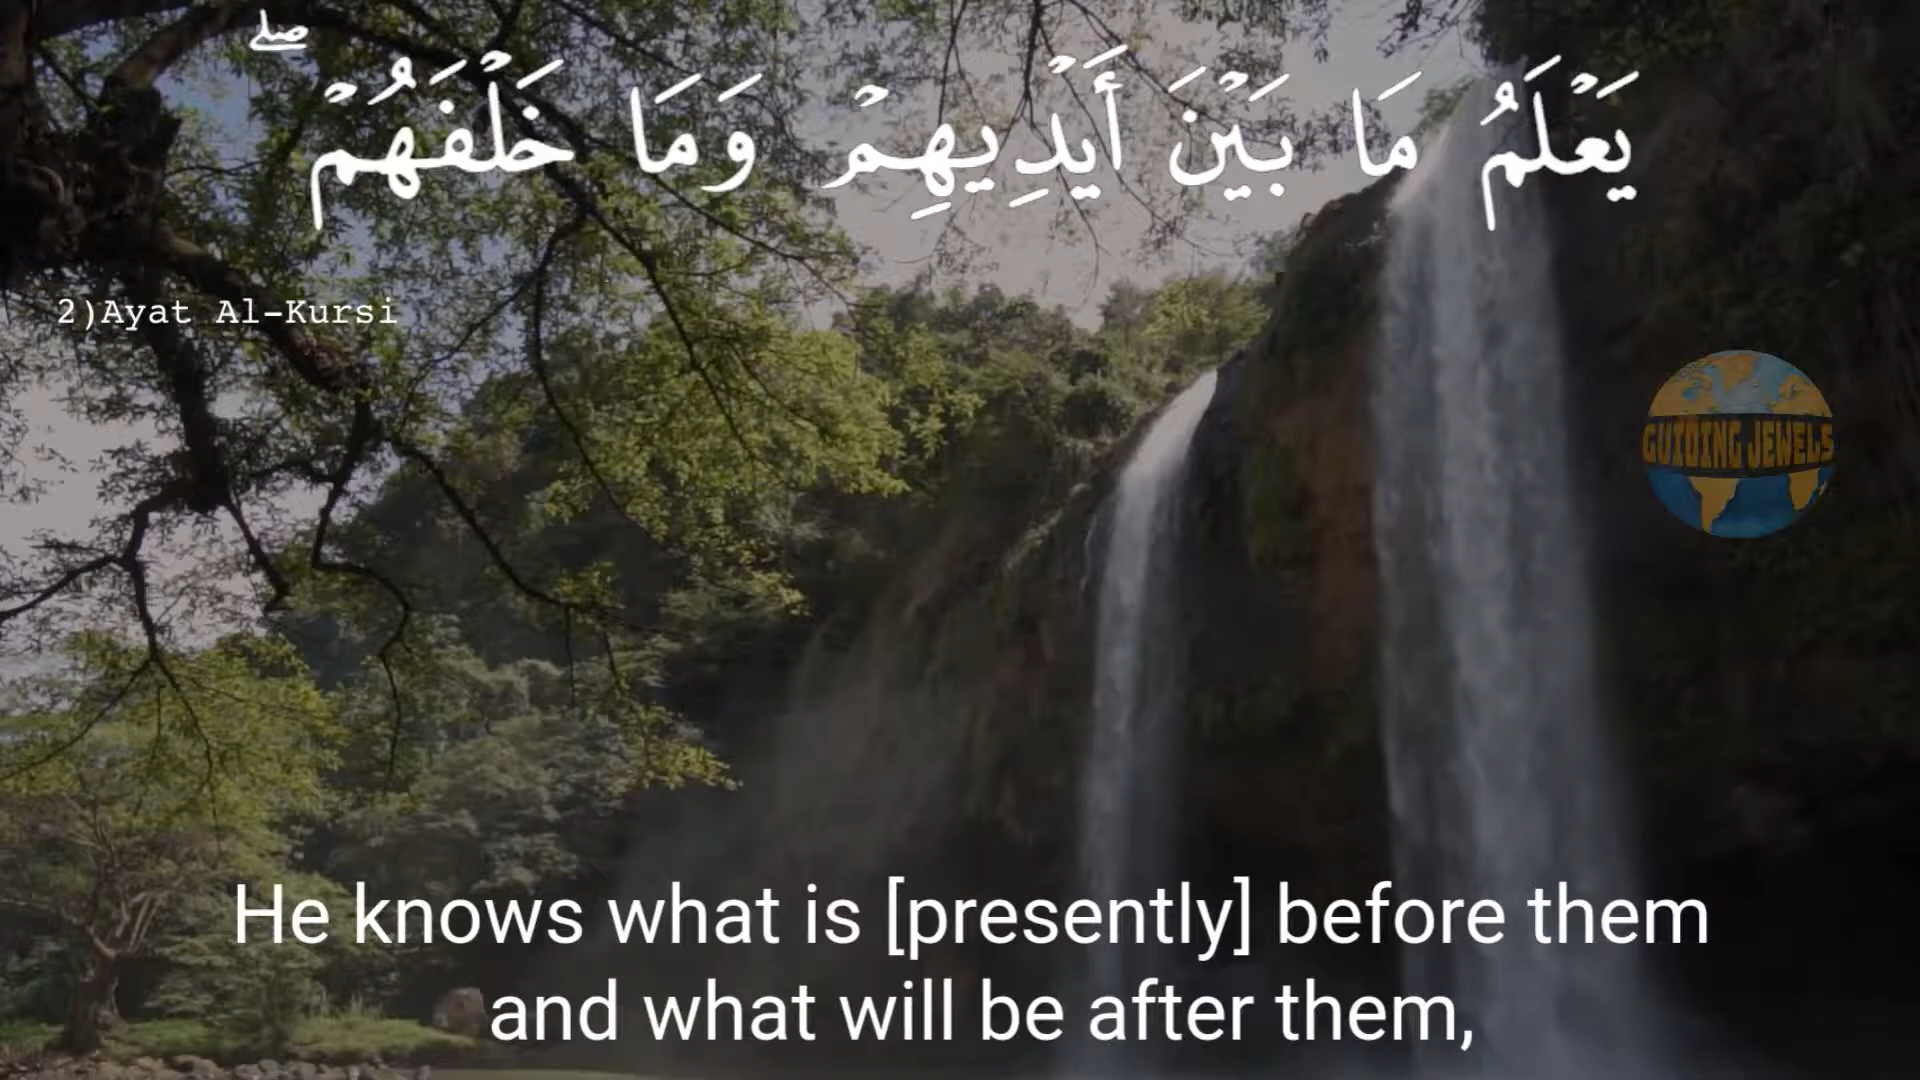 يَعْلَمُ مَا بَيْنَ أَيْدِيهِمْ وَمَا خَلْفَهُمْ ۖ
2)Ayat Al-Kursi
GUIDING JEWELS
He knows what is [presently] before them
and what will be after them,